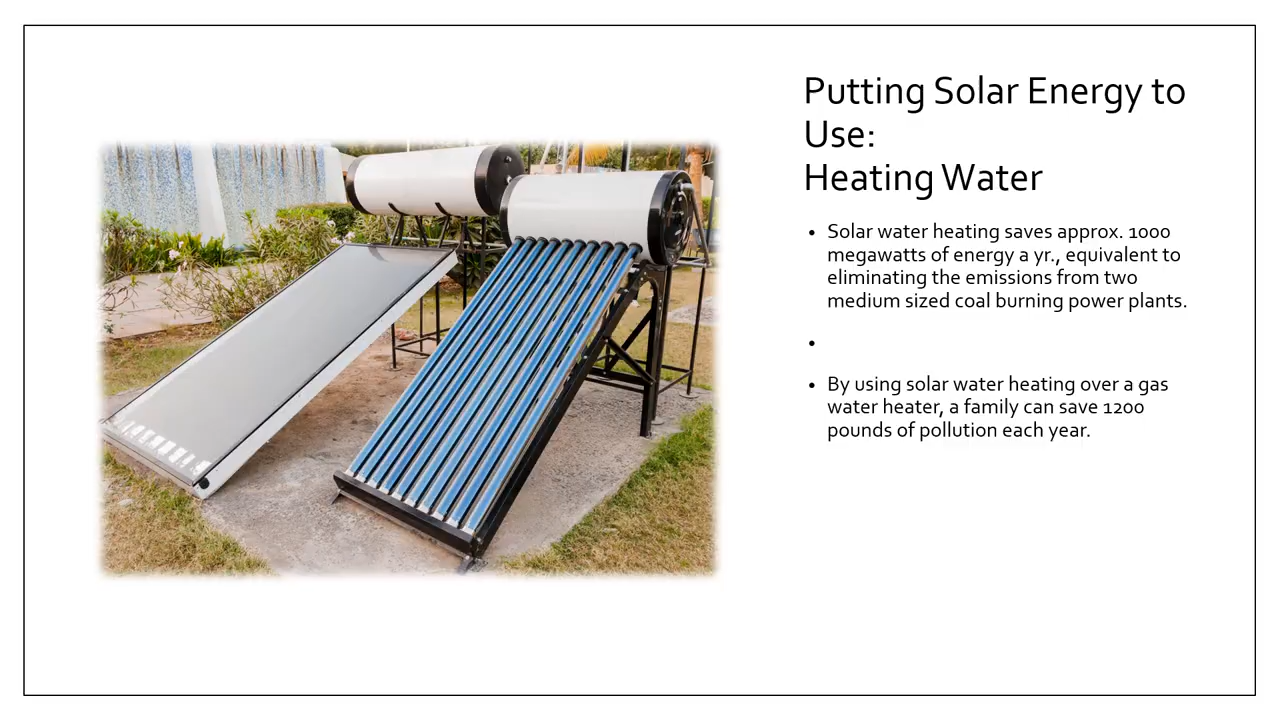 Putting Solar Energy to
Use:
Heating Water
• Solar water heating saves approx. 1000
megawatts of energy a yr., equivalent to
eliminating the emissions from two
medium sized coal burning power plants.
•
• By using solar water heating over a gas
water heater, a family can save 1200
pounds of pollution each year.